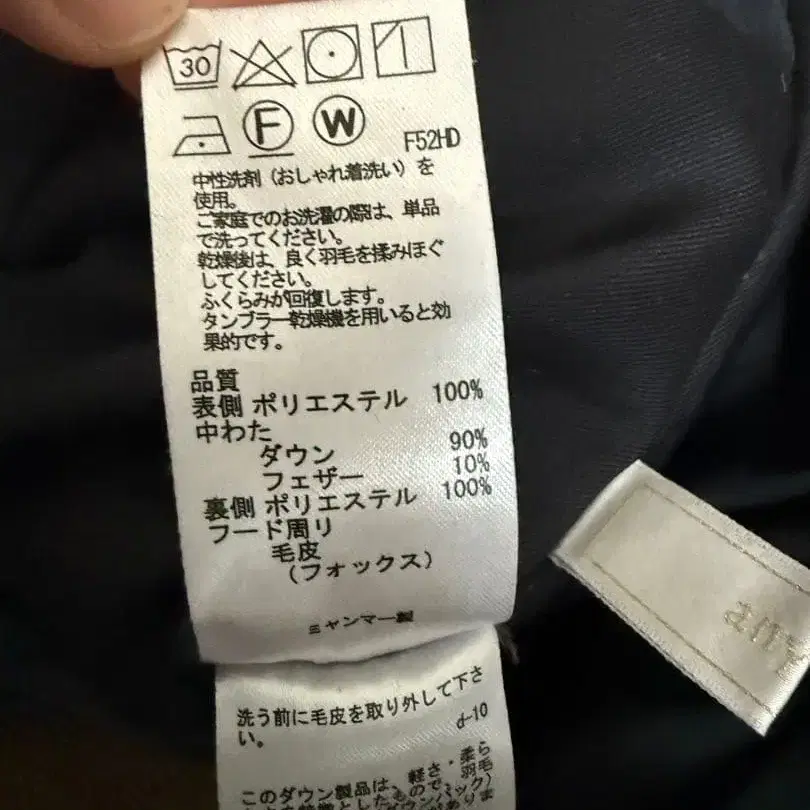 30
F W F52HD
中性洗剤（おしゃれ着洗い）を
使用。
ご家庭でのお洗濯の際は、単品
で洗ってください。
乾燥後は、良く羽毛を揉みほぐ
してください。
ふくらみが回復します。
タンブラー乾燥機を用いると効
果的です。
品質
表側 ポリエステル 100%
中わた
ダウン 90%
フェザー 10%
裏側 ポリエステル 100%
フード周り
毛皮
（フォックス）
ミャンマー製
洗う前に毛皮を取り外して下さ
い。 d-10
このダウン製品は、軽さ・柔ら
any